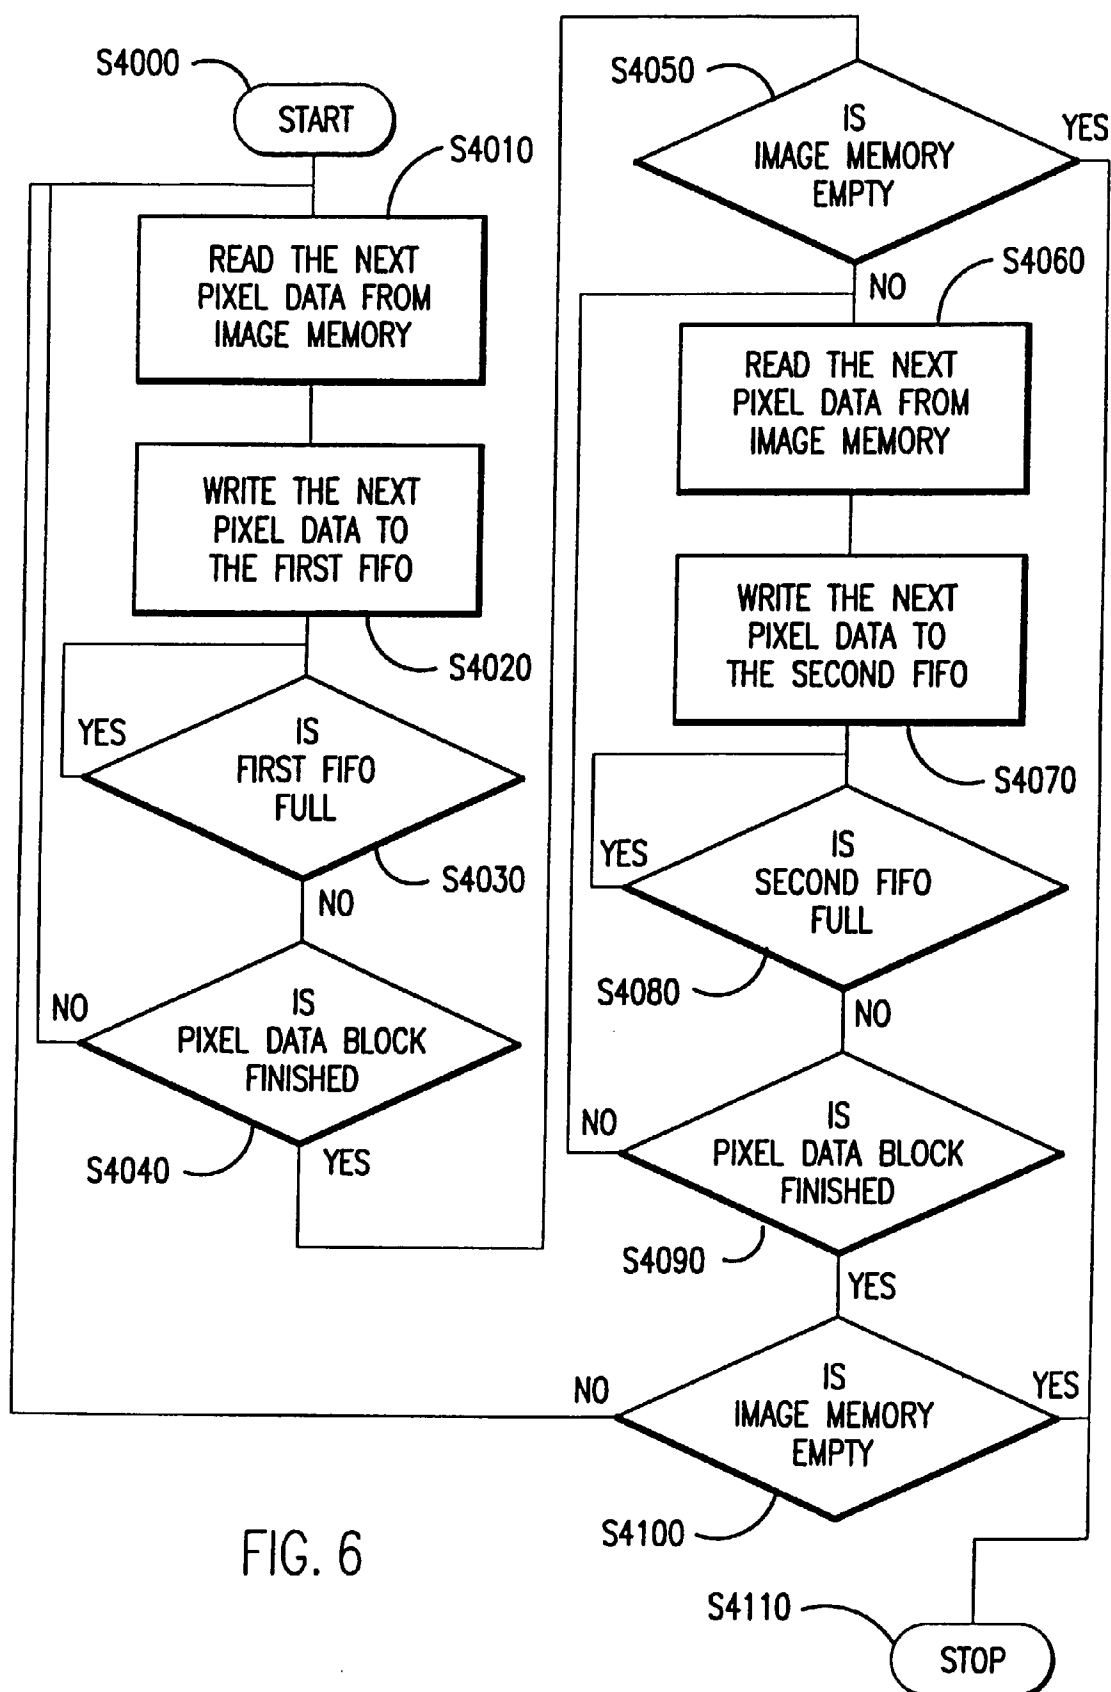 S4000
START
S4010
READ THE NEXT
PIXEL DATA FROM
IMAGE MEMORY
WRITE THE NEXT
PIXEL DATA TO
THE FIRST FIFO
S4020
YES
IS
FIRST FIFO
FULL
S4030
NO
NO
IS
PIXEL DATA BLOCK
FINISHED
S4040
YES
S4050
IS
IMAGE MEMORY
EMPTY
YES
NO
S4060
READ THE NEXT
PIXEL DATA FROM
IMAGE MEMORY
WRITE THE NEXT
PIXEL DATA TO
THE SECOND FIFO
S4070
YES
IS
SECOND FIFO
FULL
S4080
NO
NO
IS
PIXEL DATA BLOCK
FINISHED
S4090
YES
NO
IS
IMAGE MEMORY
EMPTY
YES
S4100
S4110
STOP
FIG. 6